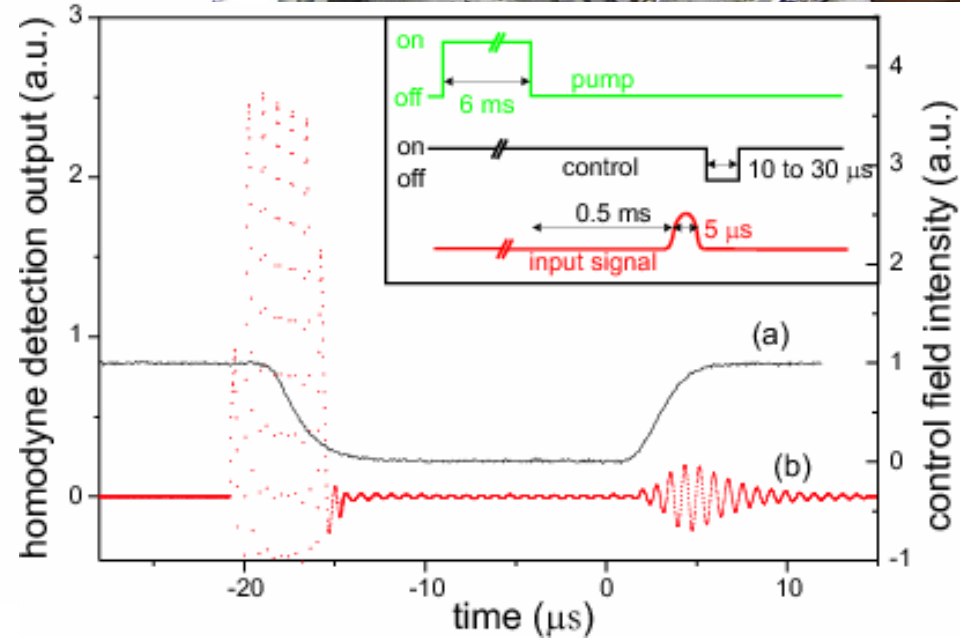 homodyne detection output (a.u.)
3
2
1
0
on
off
6 ms
pump
on
off
control
10 to 30 μs
0.5 ms
5 μs
input signal
(a)
(b)
4
3
2
1
0
-1
control field intensity (a.u.)
-20
-10
0
10
time (μs)